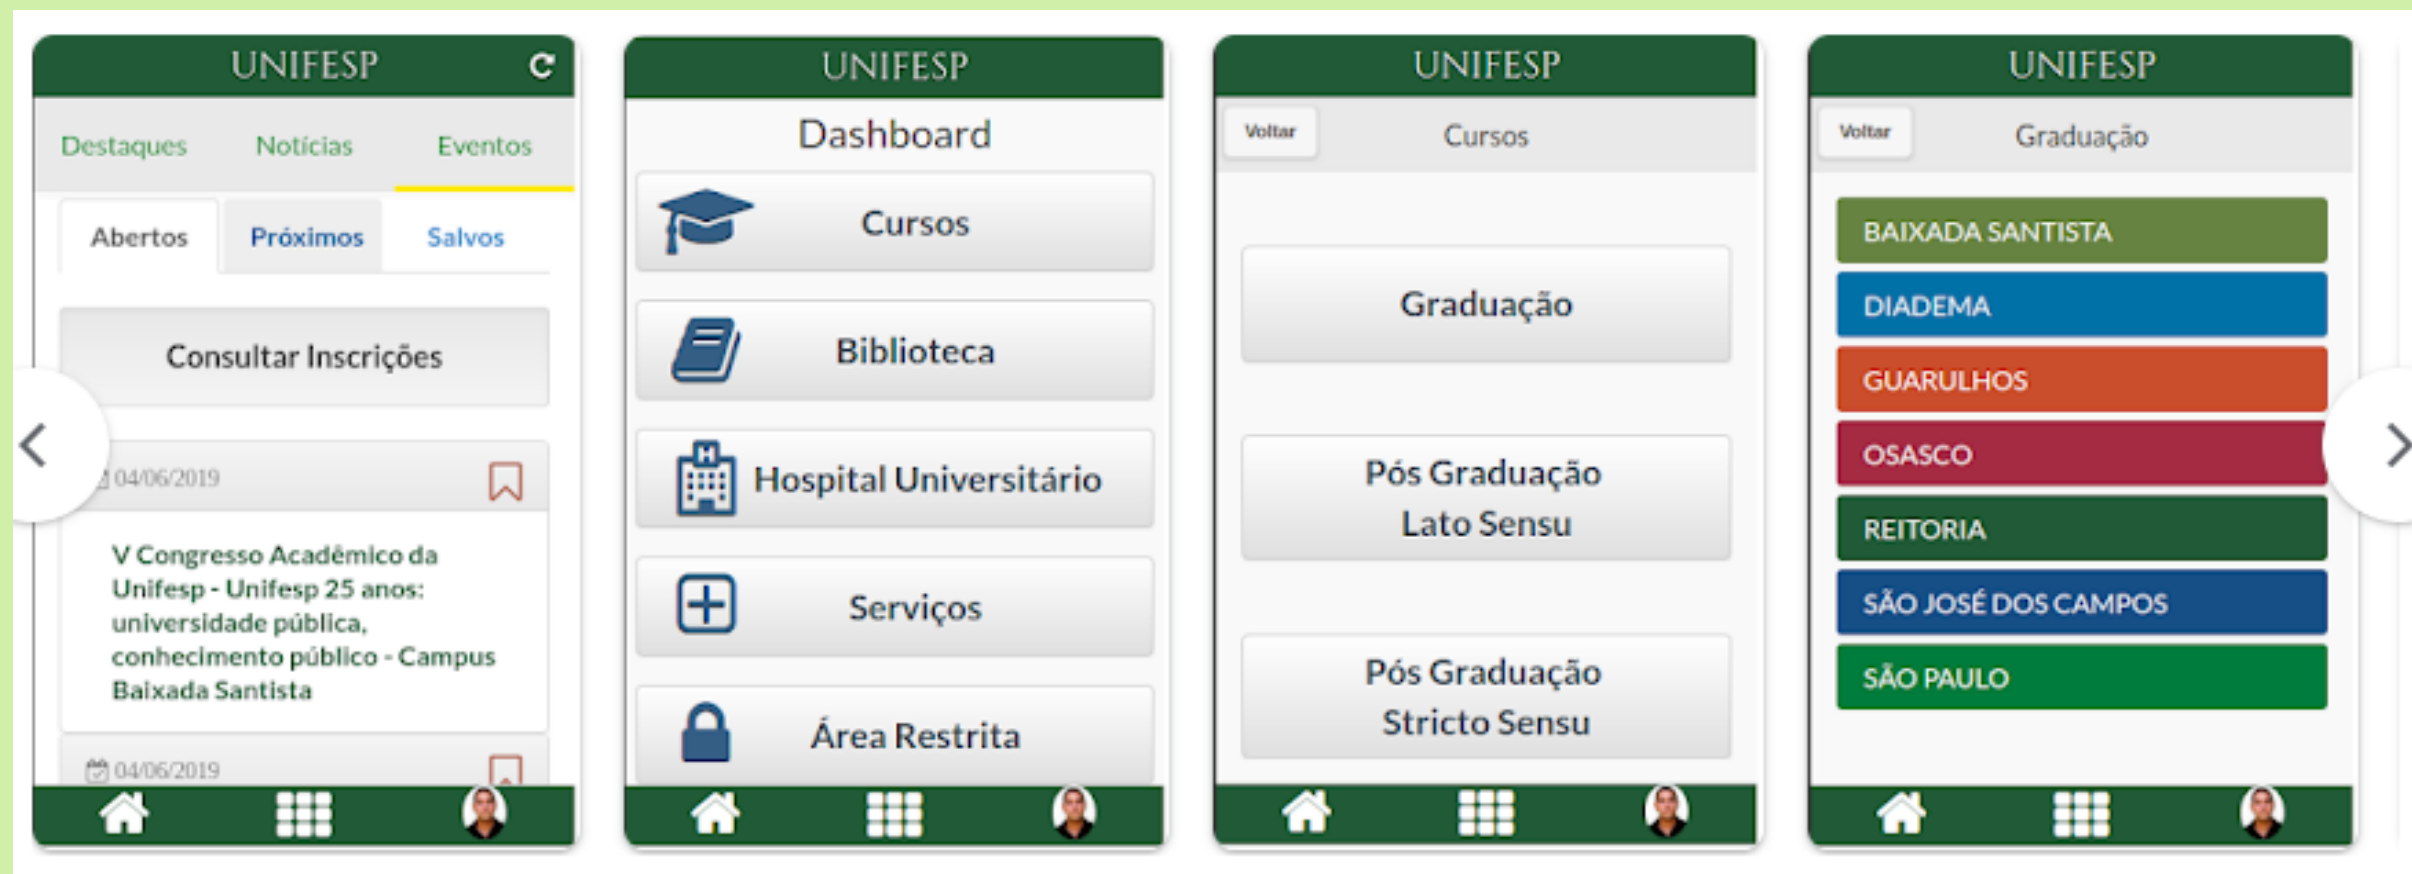 UNIFESP
Destaques Notícias Eventos
Abertos Próximos Salvos
Consultar Inscrições
04/06/2019
V Congresso Acadêmico da
Unifesp - Unifesp 25 anos:
universidade pública,
conhecimento público - Campus
Baixada Santista
04/06/2019
UNIFESP
Dashboard
Cursos
Biblioteca
H
Hospital Universitário
Serviços
Área Restrita
UNIFESP
Voltar Cursos
Graduação
Pós Graduação
Lato Sensu
Pós Graduação
Stricto Sensu
UNIFESP
Voltar Graduação
BAIXADA SANTISTA
DIADEMA
GUARULHOS
OSASCO
REITORIA
SÃO JOSÉ DOS CAMPOS
SÃO PAULO